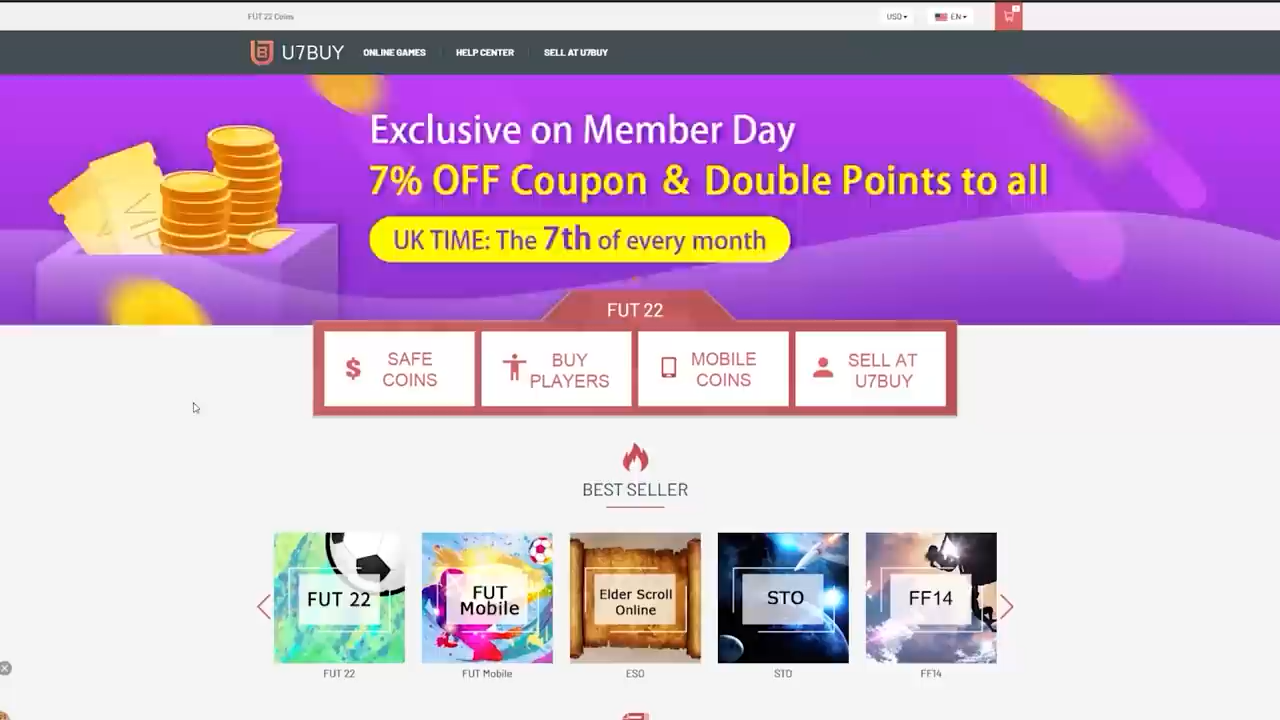 FUT 22 Coins
USD
EN
U7BUY
ONLINE GAMES
HELP CENTER
SELL AT U7BUY
Exclusive on Member Day
7% OFF Coupon & Double Points to all
UK TIME: The 7th of every month
FUT 22
SAFE
COINS
BUY
PLAYERS
MOBILE
COINS
SELL AT
U7BUY
BEST SELLER
FUT 22
FUT
Mobile
Elder Scroll
Online
STO
FF14
FUT 22
FUT Mobile
ESO
STO
FF14